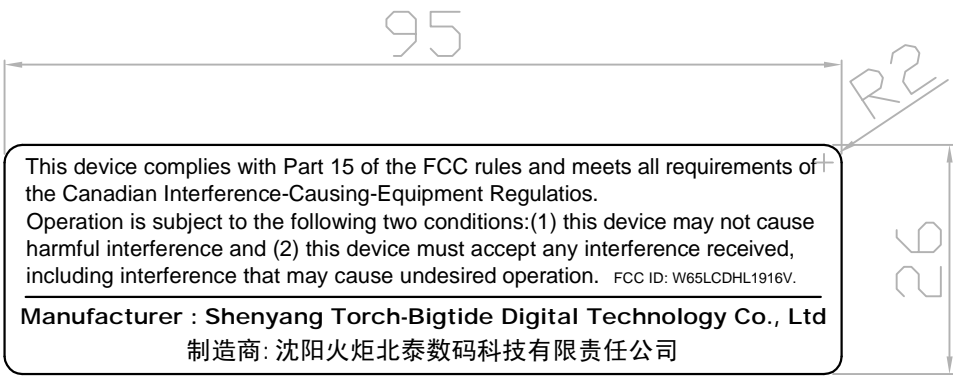 95
R2
This device complies with Part 15 of the FCC rules and meets all requirements of
the Canadian Interference-Causing-Equipment Regulatios.
Operation is subject to the following two conditions:(1) this device may not cause
harmful interference and (2) this device must accept any interference received,
including interference that may cause undesired operation. FCC ID: W65LCDHL1916V.
26
Manufacturer : Shenyang Torch-Bigtide Digital Technology Co., Ltd
制造商: 沈阳火炬北泰数码科技有限责任公司